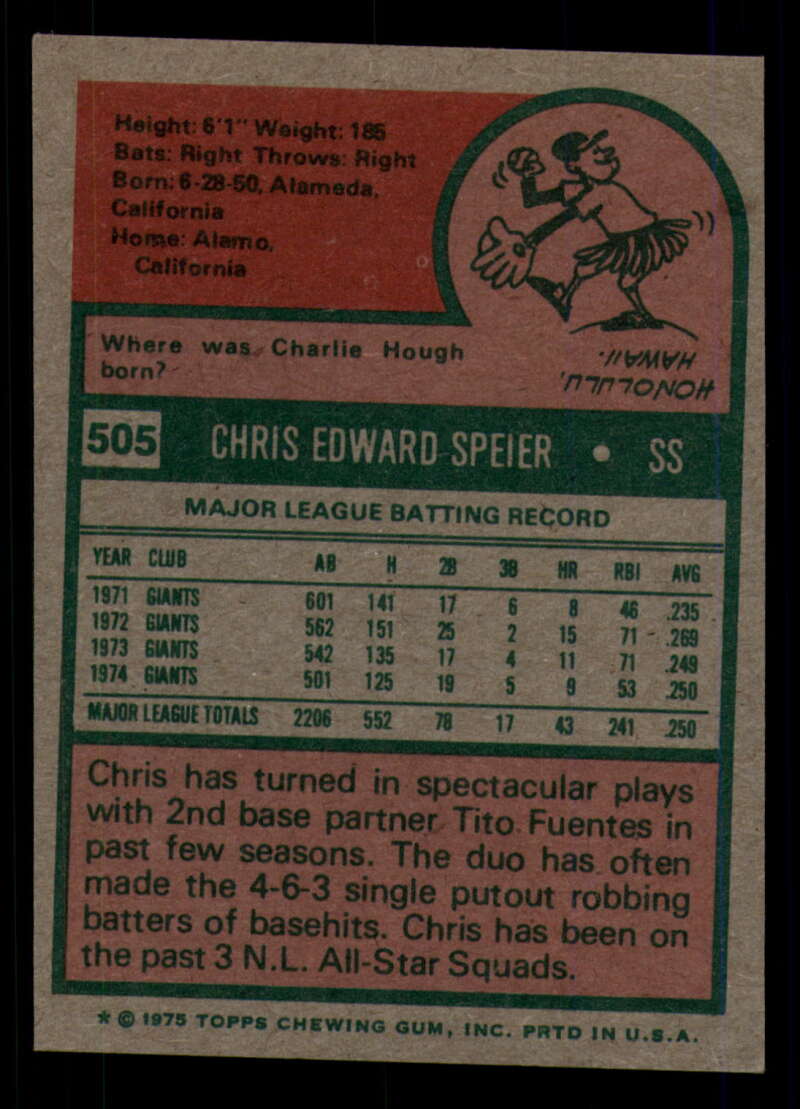 Height: 6'1" Weight: 185
Bats: Right Throws: Right
Born: 6-28-50, Alameda,
California
Home: Alamo,
California
Where was Charlie Hough
born?
HONOLULU,
HAWAII.
505 CHRIS EDWARD SPEIER • SS
MAJOR LEAGUE BATTING RECORD
YEAR CLUB AB H 2B 3B HR RBI AVG
1971 GIANTS 601 141 17 6 8 46 .235
1972 GIANTS 562 151 25 2 15 71 .269
1973 GIANTS 542 135 17 4 11 71 .249
1974 GIANTS 501 125 19 5 9 53 .250
MAJOR LEAGUE TOTALS 2206 552 78 17 43 241 .250
Chris has turned in spectacular plays
with 2nd base partner Tito Fuentes in
past few seasons. The duo has often
made the 4-6-3 single putout robbing
batters of basehits. Chris has been on
the past 3 N.L. All-Star Squads.
* © 1975 TOPPS CHEWING GUM, INC. PRTD IN U.S.A.